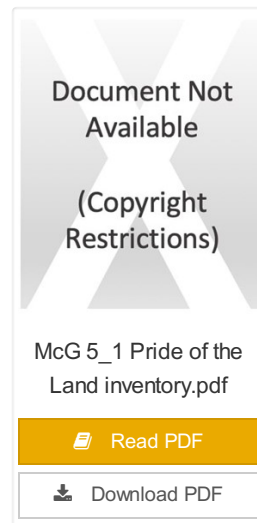 Document Not
Available
(Copyright
Restrictions)
McG 5_1 Pride of the
Land inventory.pdf
Read PDF
Download PDF